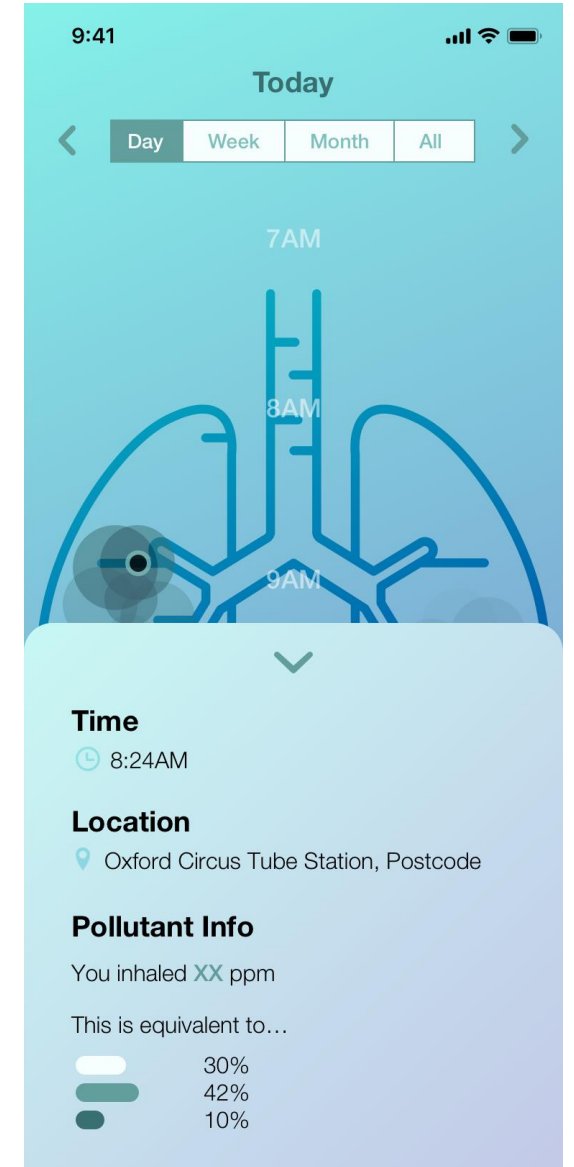 9:41
Today
Day Week Month All
7AM
8AM
9AM
Time
8:24AM
Location
Oxford Circus Tube Station, Postcode
Pollutant Info
You inhaled XX ppm
This is equivalent to…
30%
42%
10%